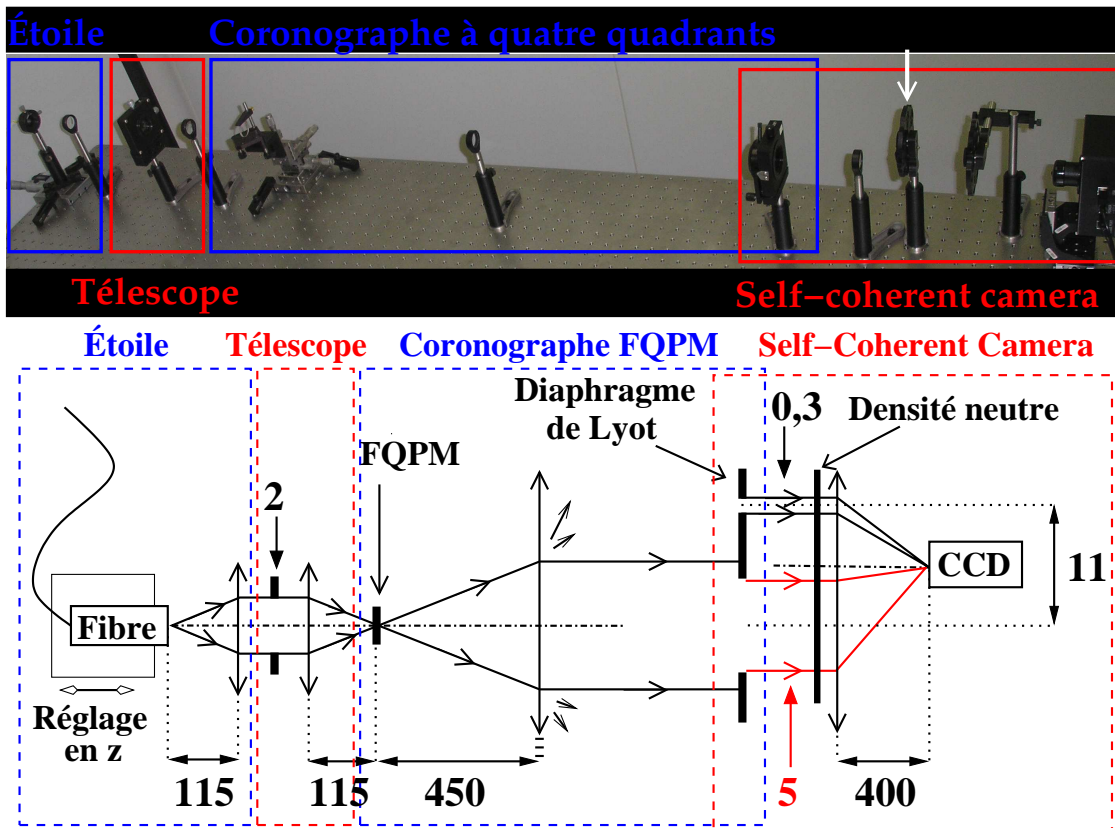 Étoile
Coronographe à quatre quadrants
Télescope
Self–coherent camera
Étoile
Télescope
Coronographe FQPM
Self–Coherent Camera
Diaphragme
de Lyot
0,3
Densité neutre
FQPM
2
Fibre
CCD
11
Réglage
en z
115
115
450
5
400